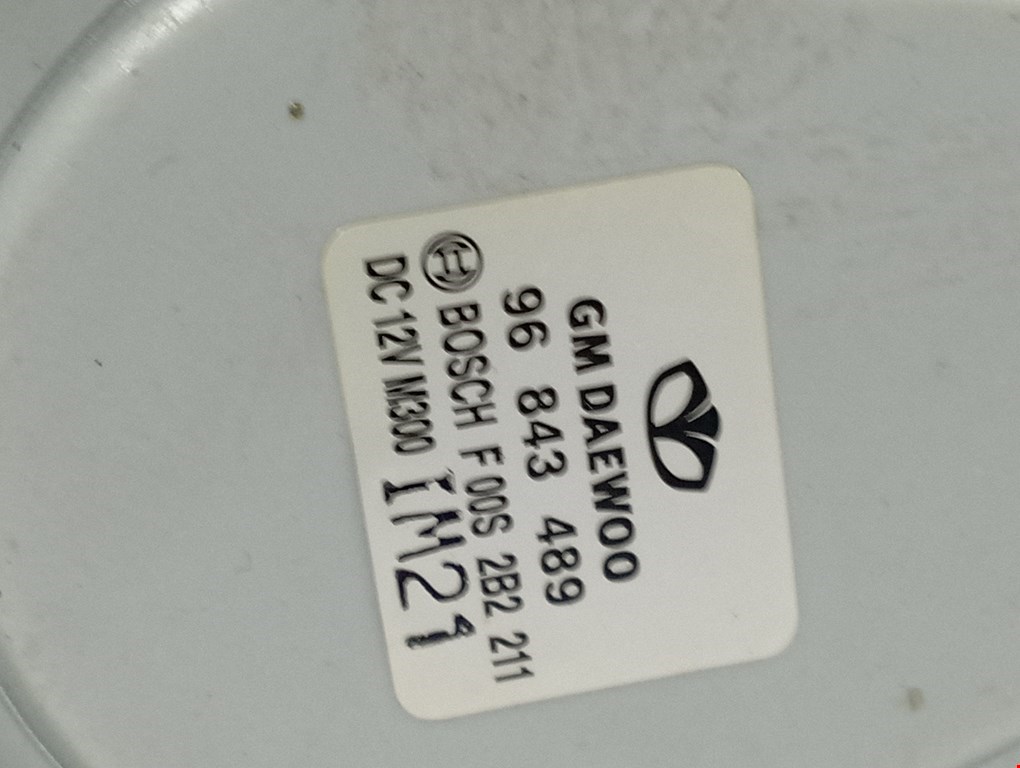 GM DAEWOO
96 843 489
BOSCH F 00S 2B2 211
DC 12V M300 IM21